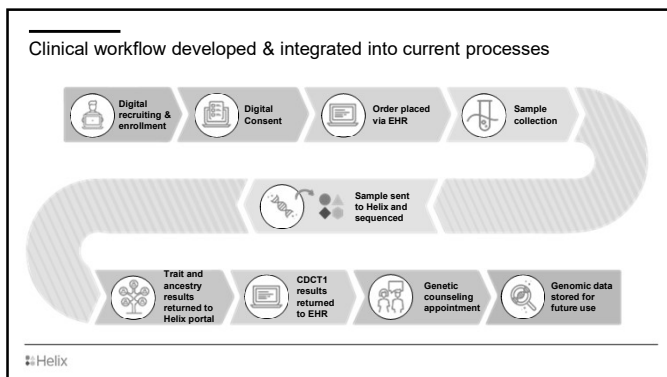 Clinical workflow developed & integrated into current processes
Digital
recruiting &
enrollment
Digital
Consent
Order placed
via EHR
Sample
collection
Sample sent
to Helix and
sequenced
Trait and
ancestry
results
returned to
Helix portal
CDCT1
results
returned
to EHR
Genetic
counseling
appointment
Genomic data
stored for
future use
Helix